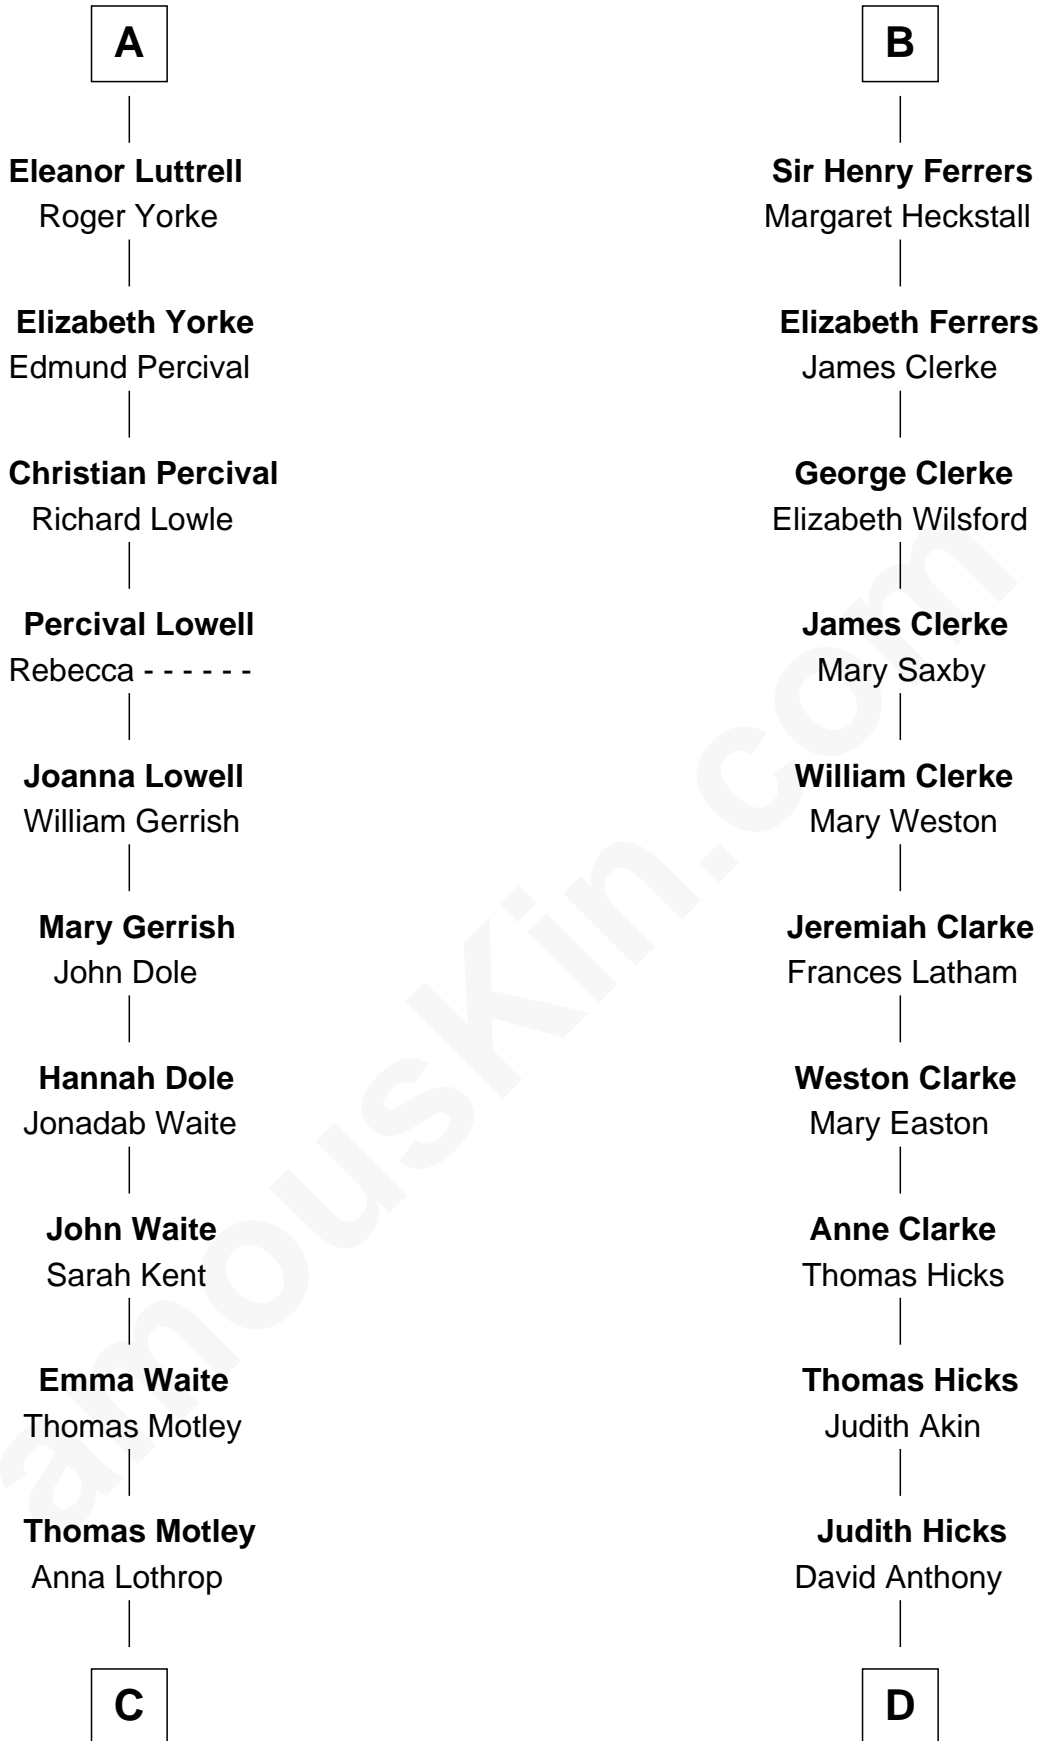 A
Eleanor Luttrell
Roger Yorke
Elizabeth Yorke
Edmund Percival
Christian Percival
Richard Lowle
Percival Lowell
Rebecca - - - - - -
Joanna Lowell
William Gerrish
Mary Gerrish
John Dole
Hannah Dole
Jonadab Waite
John Waite
Sarah Kent
Emma Waite
Thomas Motley
Thomas Motley
Anna Lothrop
C
B
Sir Henry Ferrers
Margaret Heckstall
Elizabeth Ferrers
James Clerke
George Clerke
Elizabeth Wilsford
James Clerke
Mary Saxby
William Clerke
Mary Weston
Jeremiah Clarke
Frances Latham
Weston Clarke
Mary Easton
Anne Clarke
Thomas Hicks
Thomas Hicks
Judith Akin
Judith Hicks
David Anthony
D
amousKin.com